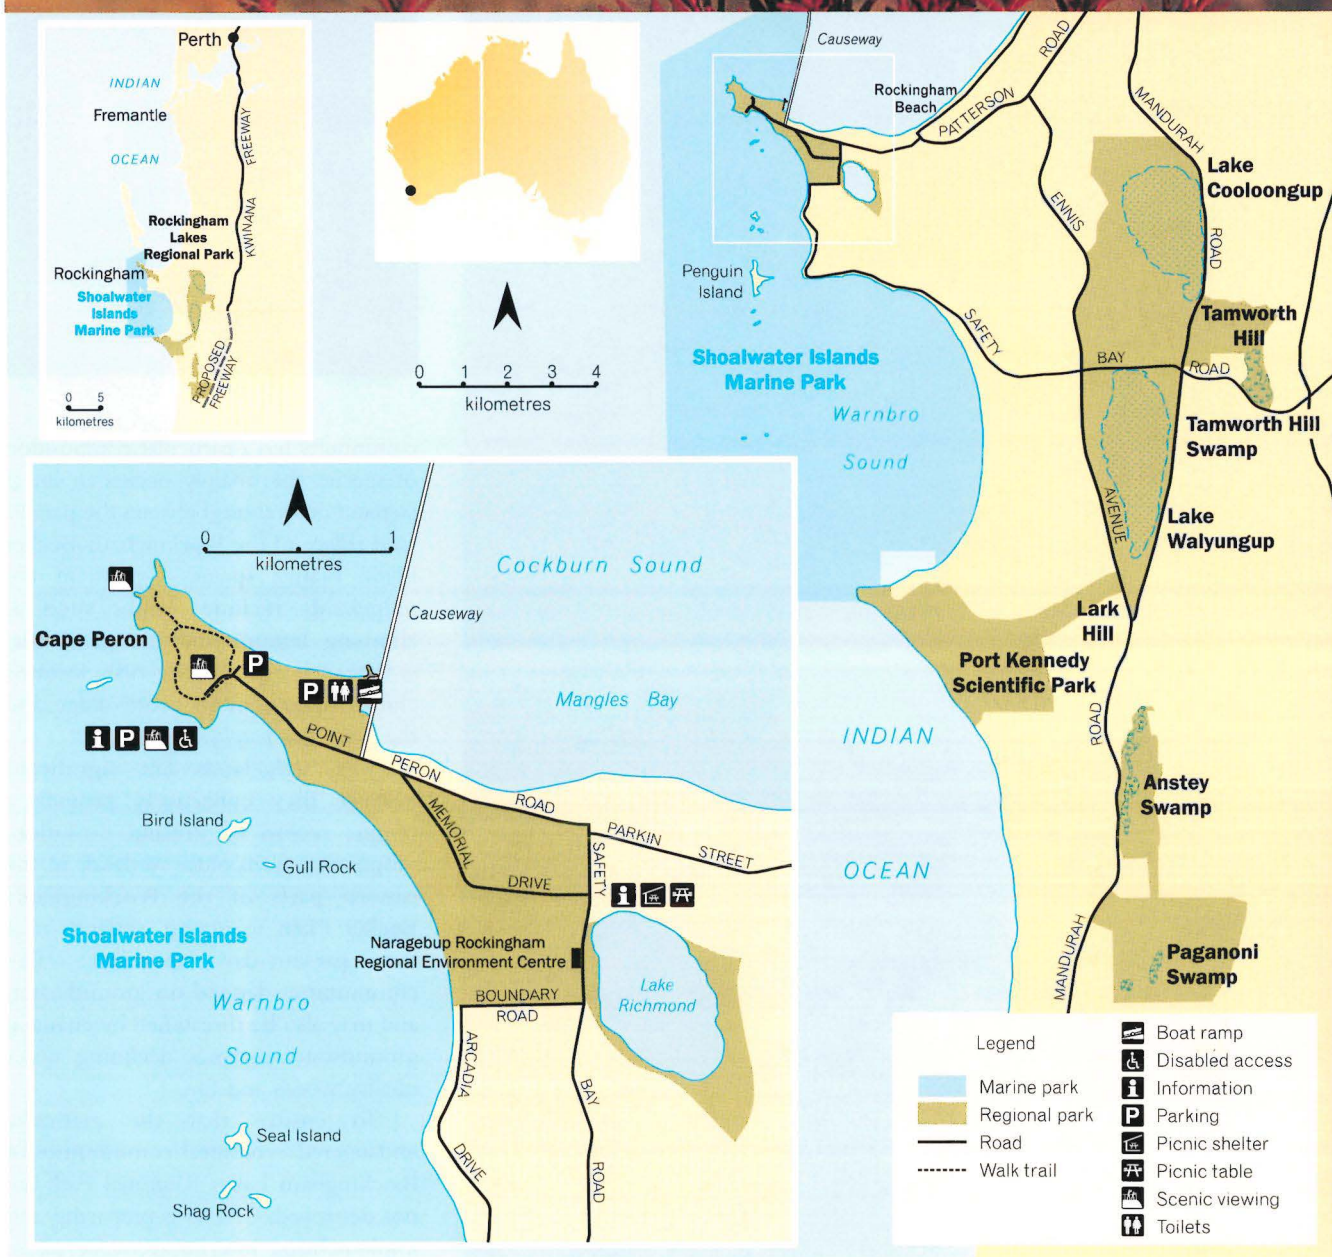 Perth
INDIAN
Fremantle
OCEAN
FREEWAY
KWINANA
Rockingham
Lakes
Regional Park
Rockingham
Shoalwater
Islands
Marine Park
PROPOSED
FREEWAY
0 5
kilometres
0 1 2 3 4
kilometres
Causeway
Rockingham
Beach
PATTERSON
ROAD
MANDURAH
ROAD
Lake
Cooloongup
ENNIS
AVENUE
Penguin
Island
SAFETY
BAY
ROAD
Tamworth
Hill
Shoalwater Islands
Marine Park
Warnbro
Sound
Tamworth Hill
Swamp
Lake
Walyungup
Lark
Hill
Port Kennedy
Scientific Park
INDIAN
OCEAN
ROAD
MANDURAH
Anstey
Swamp
Paganoni
Swamp
0 1
kilometres
Cockburn Sound
Causeway
Cape Peron
P
Mangles Bay
P
i P
POINT
PERON
ROAD
MEMORIAL
DRIVE
PARKIN
STREET
SAFETY
BAY
ROAD
i
Bird Island
Gull Rock
Shoalwater Islands
Marine Park
Warnbro
Sound
Naragebup Rockingham
Regional Environment Centre
BOUNDARY
ROAD
Lake
Richmond
ARCADIA
DRIVE
Seal Island
Shag Rock
Legend
Marine park
Regional park
Road
Walk trail
Boat ramp
Disabled access
i Information
P Parking
Picnic shelter
Picnic table
Scenic viewing
Toilets